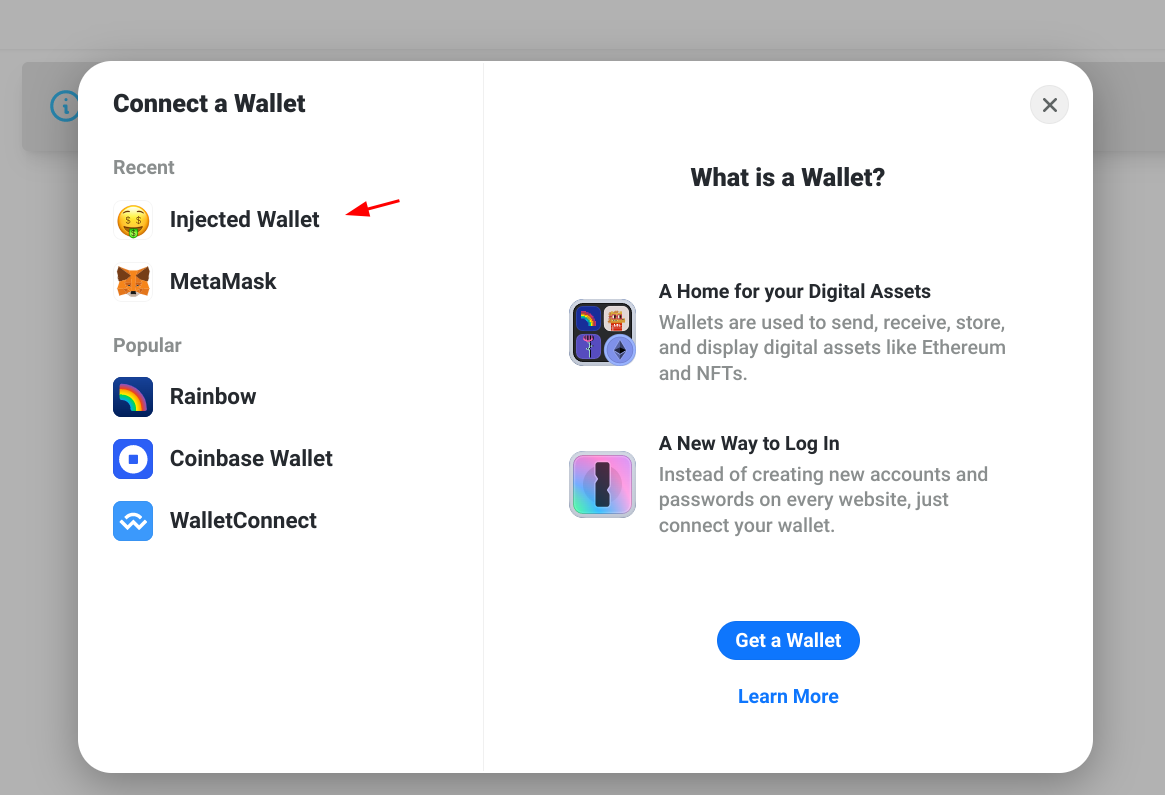 Connect a Wallet
Recent
Injected Wallet
MetaMask
Popular
Rainbow
Coinbase Wallet
WalletConnect
What is a Wallet?
A Home for your Digital Assets
Wallets are used to send, receive, store,
and display digital assets like Ethereum
and NFTs.
A New Way to Log In
Instead of creating new accounts and
passwords on every website, just
connect your wallet.
Get a Wallet
Learn More